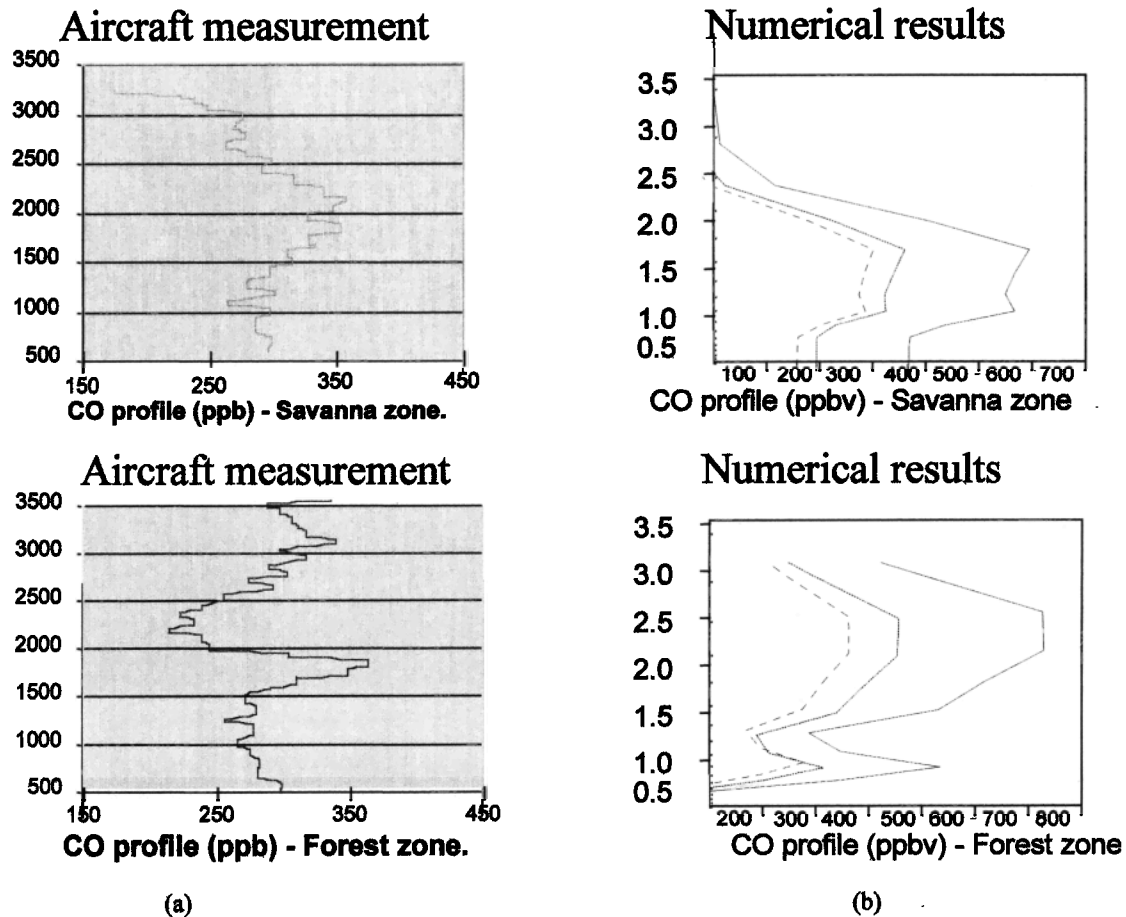 Aircraft measurement
3500
3000
2500
2000
1500
1000
500
150 250 350 450
CO profile (ppb) - Savanna zone.
Numerical results
3.5
3.0
2.5
2.0
1.5
1.0
0.5
100 200 300 400 500 600 700
CO profile (ppbv) - Savanna zone
Aircraft measurement
3500
3000
2500
2000
1500
1000
500
150 250 350 450
CO profile (ppb) - Forest zone.
Numerical results
3.5
3.0
2.5
2.0
1.5
1.0
0.5
200 300 400 500 600 700 800
CO profile (ppbv) - Forest zone
(a)
(b)